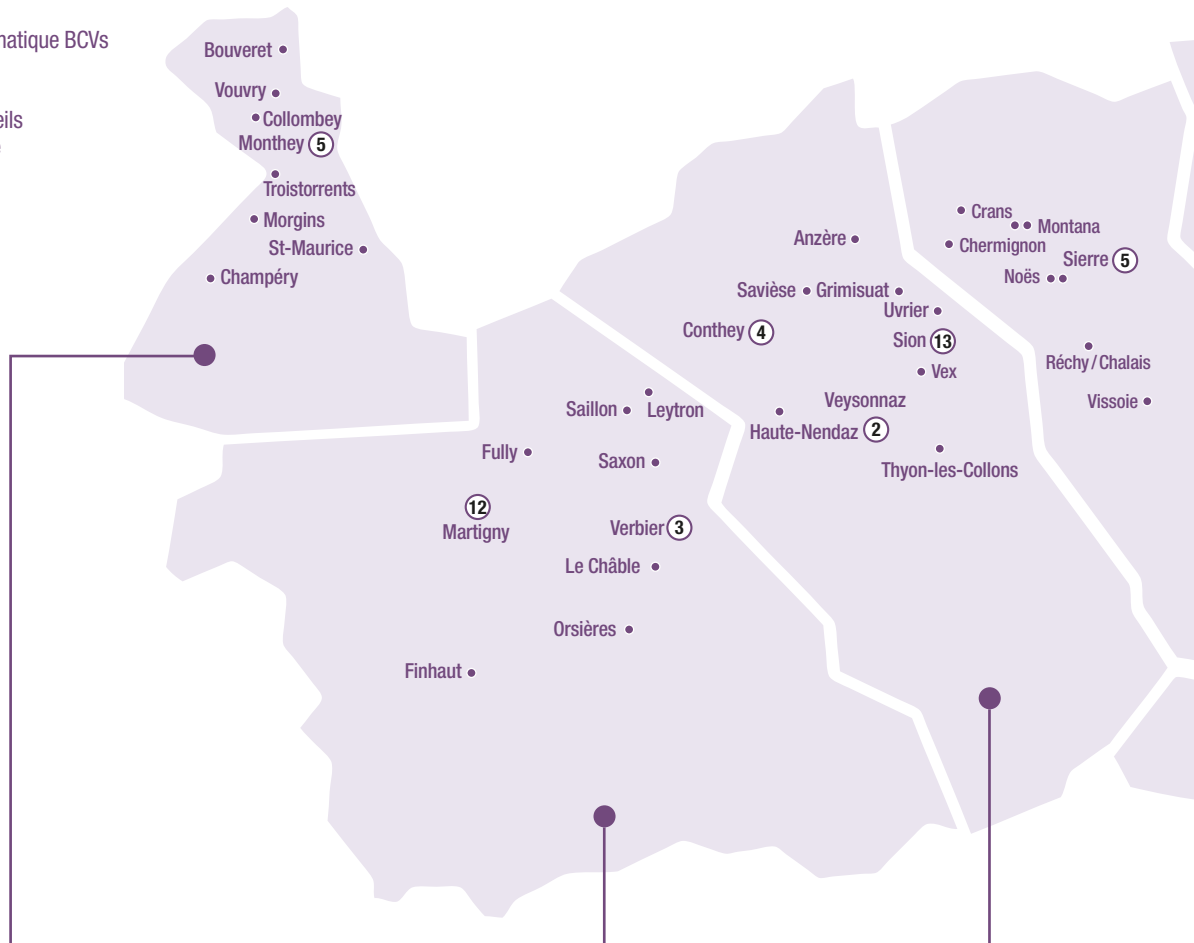 matique BCVs
eils
Bouveret
Vouvry
Collombey
Monthey 5
Troistorrents
Morgins
St-Maurice
Champéry
Crans
Montana
Chermignon
Sierre 5
Noës
Anzère
Savièse Grimisuat
Uvrier
Conthey 4
Sion 13
Réchy / Chalais
Vex
Vissoie
Veysonnaz
Haute-Nendaz 2
Thyon-les-Collons
Saillon
Leytron
Fully
Saxon
12
Martigny
Verbier 3
Le Châble
Orsières
Finhaut